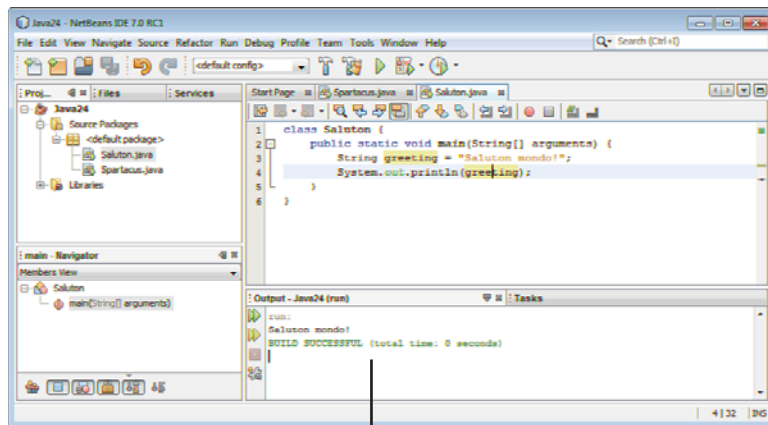 Java24 - NetBeans IDE 7.0 RC1
File Edit View Navigate Source Refactor Run Debug Profile Team Tools Window Help
Search (Ctrl+I)
<default config>
Proj... Files Services
Start Page Spartacus.java Saluton.java
Java24
Source Packages
<default package>
Saluton.java
Spartacus.java
Libraries
1 class Saluton {
2 public static void main(String[] arguments) {
3 String greeting = "Saluton mondo!";
4 System.out.println(greeting);
5 }
6 }
main - Navigator
Members View
Saluton
main(String[] arguments)
Output - Java24 (run) Tasks
run:
Saluton mondo!
BUILD SUCCESSFUL (total time: 0 seconds)
4|32 INS